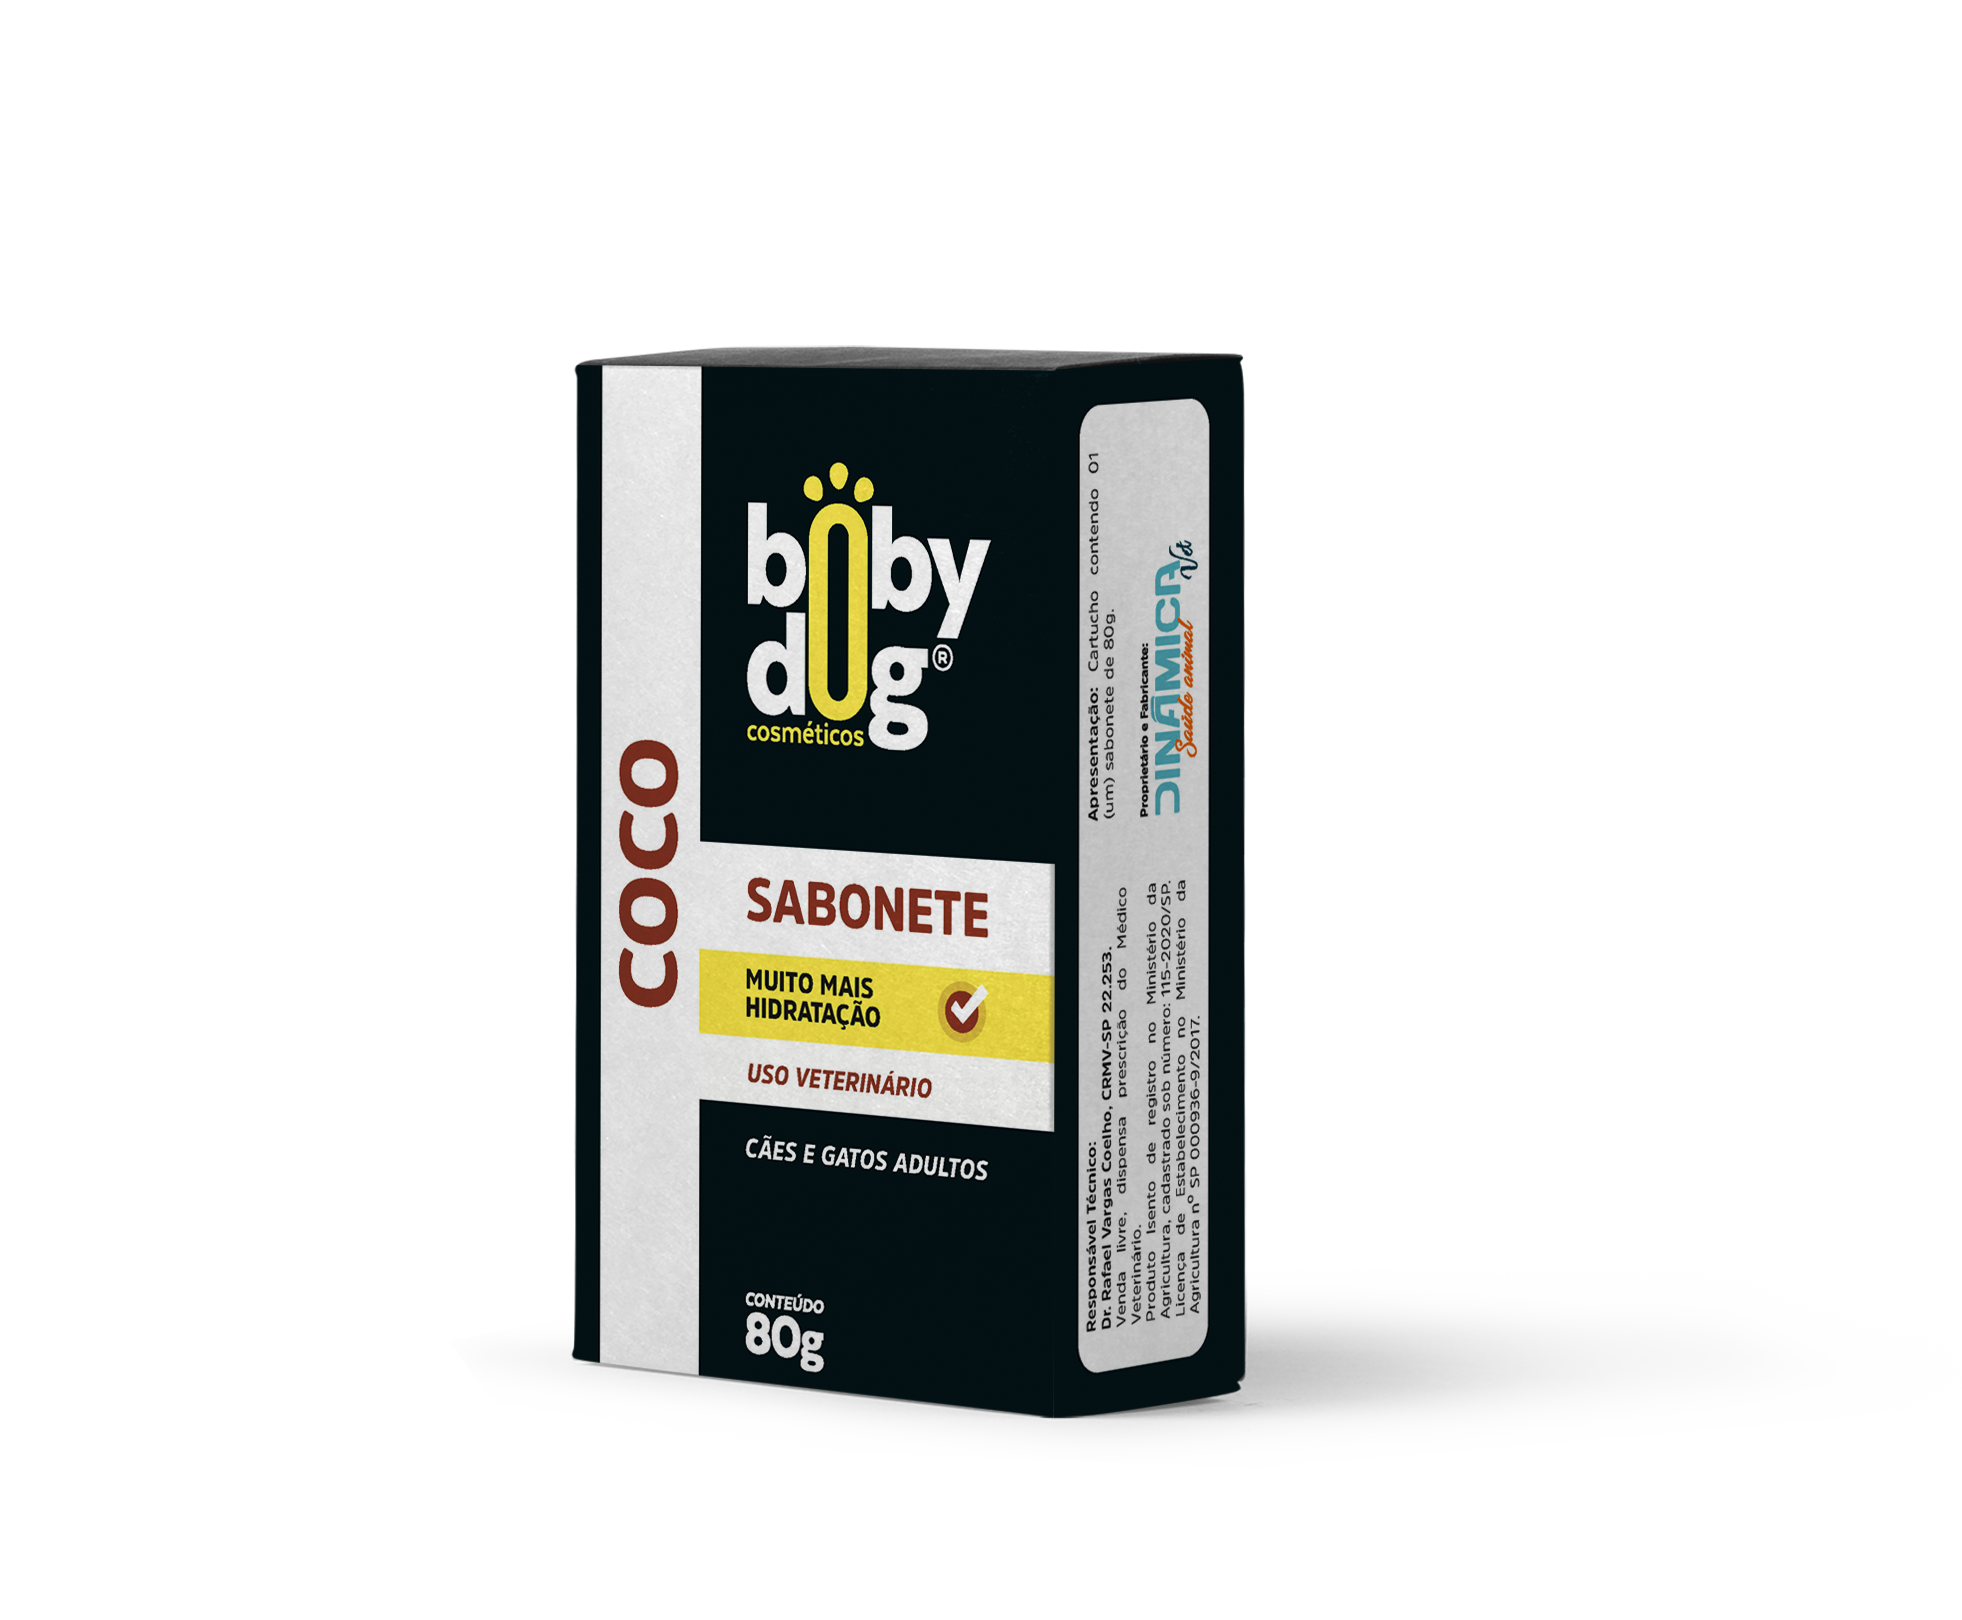 COCO
boby
dog®
cosméticos
SABONETE
MUITO MAIS
HIDRATAÇÃO
USO VETERINÁRIO
CÃES E GATOS ADULTOS
CONTEÚDO
80g
Responsável Técnico:
Dr. Rafael Vargas Coelho, CRMV-SP 22.253.
Venda livre, dispensa prescrição do Médico
Veterinário.
Produto Isento de registro no Ministério da
Agricultura, cadastrado sob número: 115-2020/SP.
Licença de Estabelecimento no Ministério da
Agricultura nº SP 000936-9/2017.
Apresentação: Cartucho contendo 01
(um) sabonete de 80g.
Proprietário e Fabricante:
DINÂMICA
Vet
Saúde animal